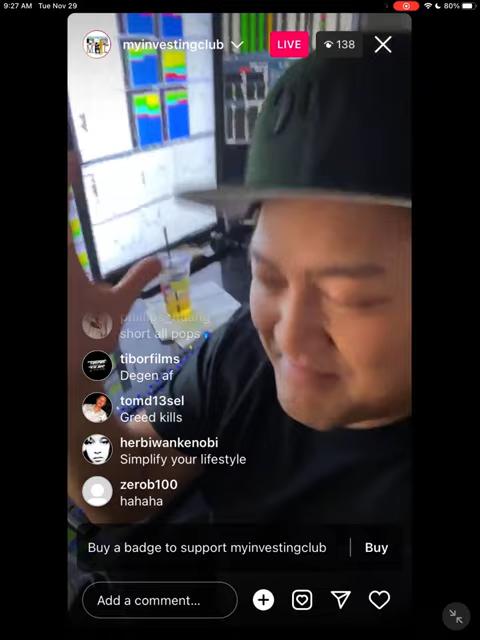 9:27 AM Tue Nov 29
80%
myinvestingclub
LIVE
138
short all pops
tiborfilms
Degen af
tomd13sel
Greed kills
herbiwankenobi
Simplify your lifestyle
zerob100
hahaha
Buy a badge to support myinvestingclub
Buy
Add a comment...